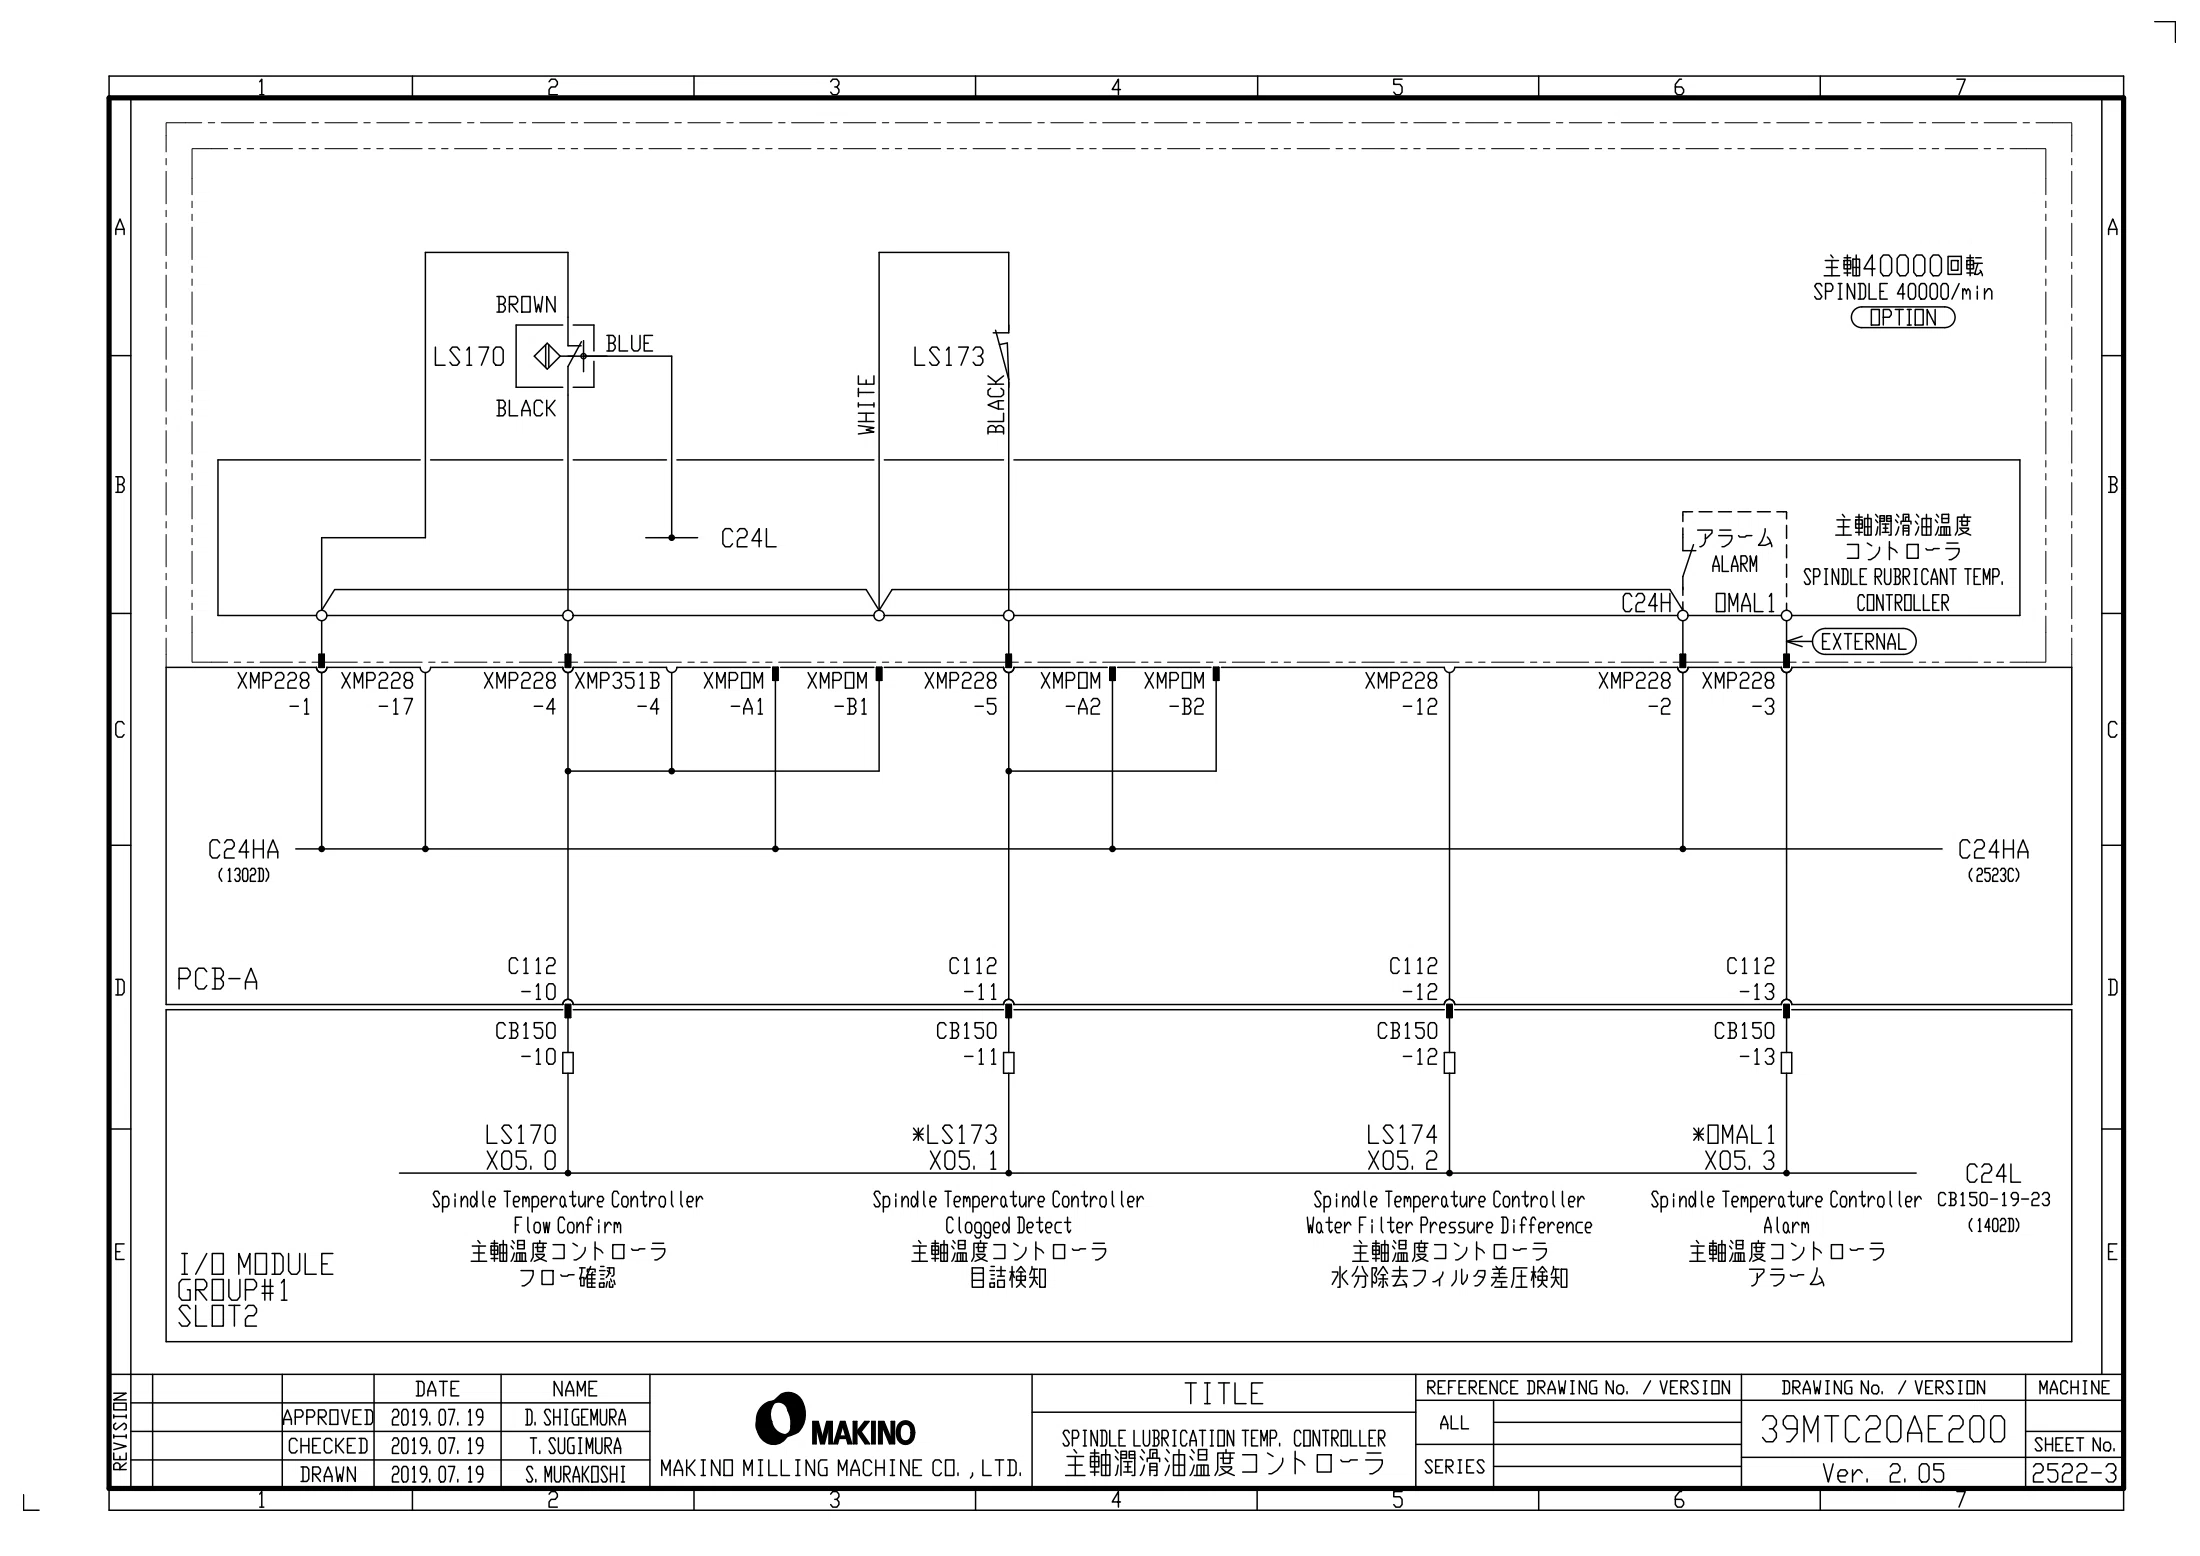 1 2 3 4 5 6 7
A A
主軸40000回転
SPINDLE 40000/min
OPTION
BROWN
BLUE
LS170
LS173
WHITE
BLACK
BLACK
B B
C24L
アラーム
ALARM
主軸潤滑油温度
コントローラ
SPINDLE RUBRICANT TEMP.
CONTROLLER
C24H OMAL1
EXTERNAL
XMP228 XMP228 XMP228 XMP351B XMPOM XMPOM XMP228 XMPOM XMPOM XMP228 XMP228 XMP228
-1 -17 -4 -4 -A1 -B1 -5 -A2 -B2 -12 -2 -3
C C
C24HA C24HA
(1302D) (2523C)
C112 C112 C112 C112
-10 -11 -12 -13
PCB-A
D D
CB150 CB150 CB150 CB150
-10 -11 -12 -13
LS170 *LS173 LS174 *OMAL1
X05.0 X05.1 X05.2 X05.3
C24L
CB150-19-23
(1402D)
Spindle Temperature Controller Spindle Temperature Controller Spindle Temperature Controller Spindle Temperature Controller
Flow Confirm Clogged Detect Water Filter Pressure Difference Alarm
主軸温度コントローラ 主軸温度コントローラ 主軸温度コントローラ 主軸温度コントローラ
フロー確認 目詰検知 水分除去フィルタ差圧検知 アラーム
E E
I/O MODULE
GROUP#1
SLOT2
REVISION
DATE NAME
APPROVED 2019.07.19 D. SHIGEMURA
CHECKED 2019.07.19 T. SUGIMURA
DRAWN 2019.07.19 S. MURAKOSHI
MAKINO
MAKINO MILLING MACHINE CO.,LTD.
TITLE
SPINDLE LUBRICATION TEMP. CONTROLLER
主軸潤滑油温度コントローラ
REFERENCE DRAWING No. / VERSION
ALL
SERIES
DRAWING No. / VERSION
39MTC20AE200
Ver. 2.05
MACHINE
SHEET No.
2522-3
1 2 3 4 5 6 7